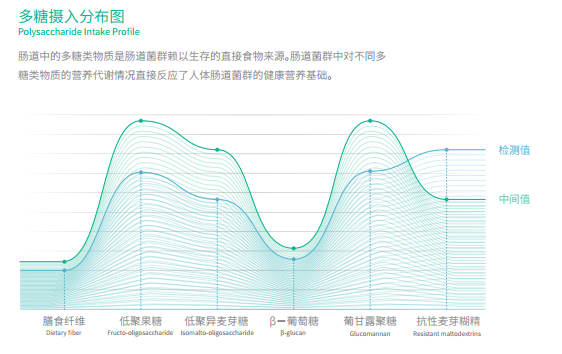 多糖摄入分布图
Polysaccharide Intake Profile
肠道中的多糖类物质是肠道菌群赖以生存的直接食物来源。肠道菌群中对不同多
糖类物质的营养代谢情况直接反应了人体肠道菌群的健康营养基础。
检测值
中间值
膳食纤维 低聚果糖 低聚异麦芽糖 β—葡萄糖 葡甘露聚糖 抗性麦芽糊精
Dietary fiber Fructo-oligosaccharide Isomalto-oligosaccharide β-glucan Glucomannan Resistant maltodextrins